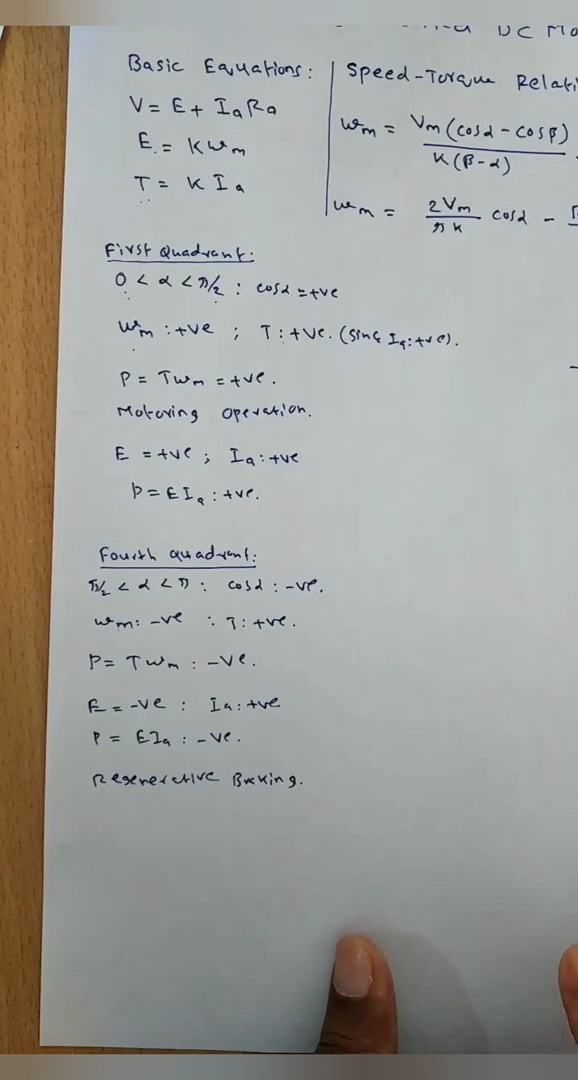 DC Mo
Basic Equations:
V = E + IaRa
E = Kωm
T = K Ia
Speed-Torque Relati
ωm = Vm(cosα - cosβ) / K(β-α) -
ωm = 2Vm / πK cosα -
First Quadrant:
0 < α < π/2 : cosα = +ve
ωm : +ve ; T : +ve. (Sinc Ia : +ve).
P = Tωm = +ve.
Motoring Operation.
E = +ve ; Ia : +ve
P = EIa : +ve.
Fourth quadrant:
π/2 < α < π : cosα : -ve.
ωm : -ve : T : +ve.
P = Tωm : -ve.
E = -ve : Ia : +ve
P = EIa : -ve.
Regenerative Braking.